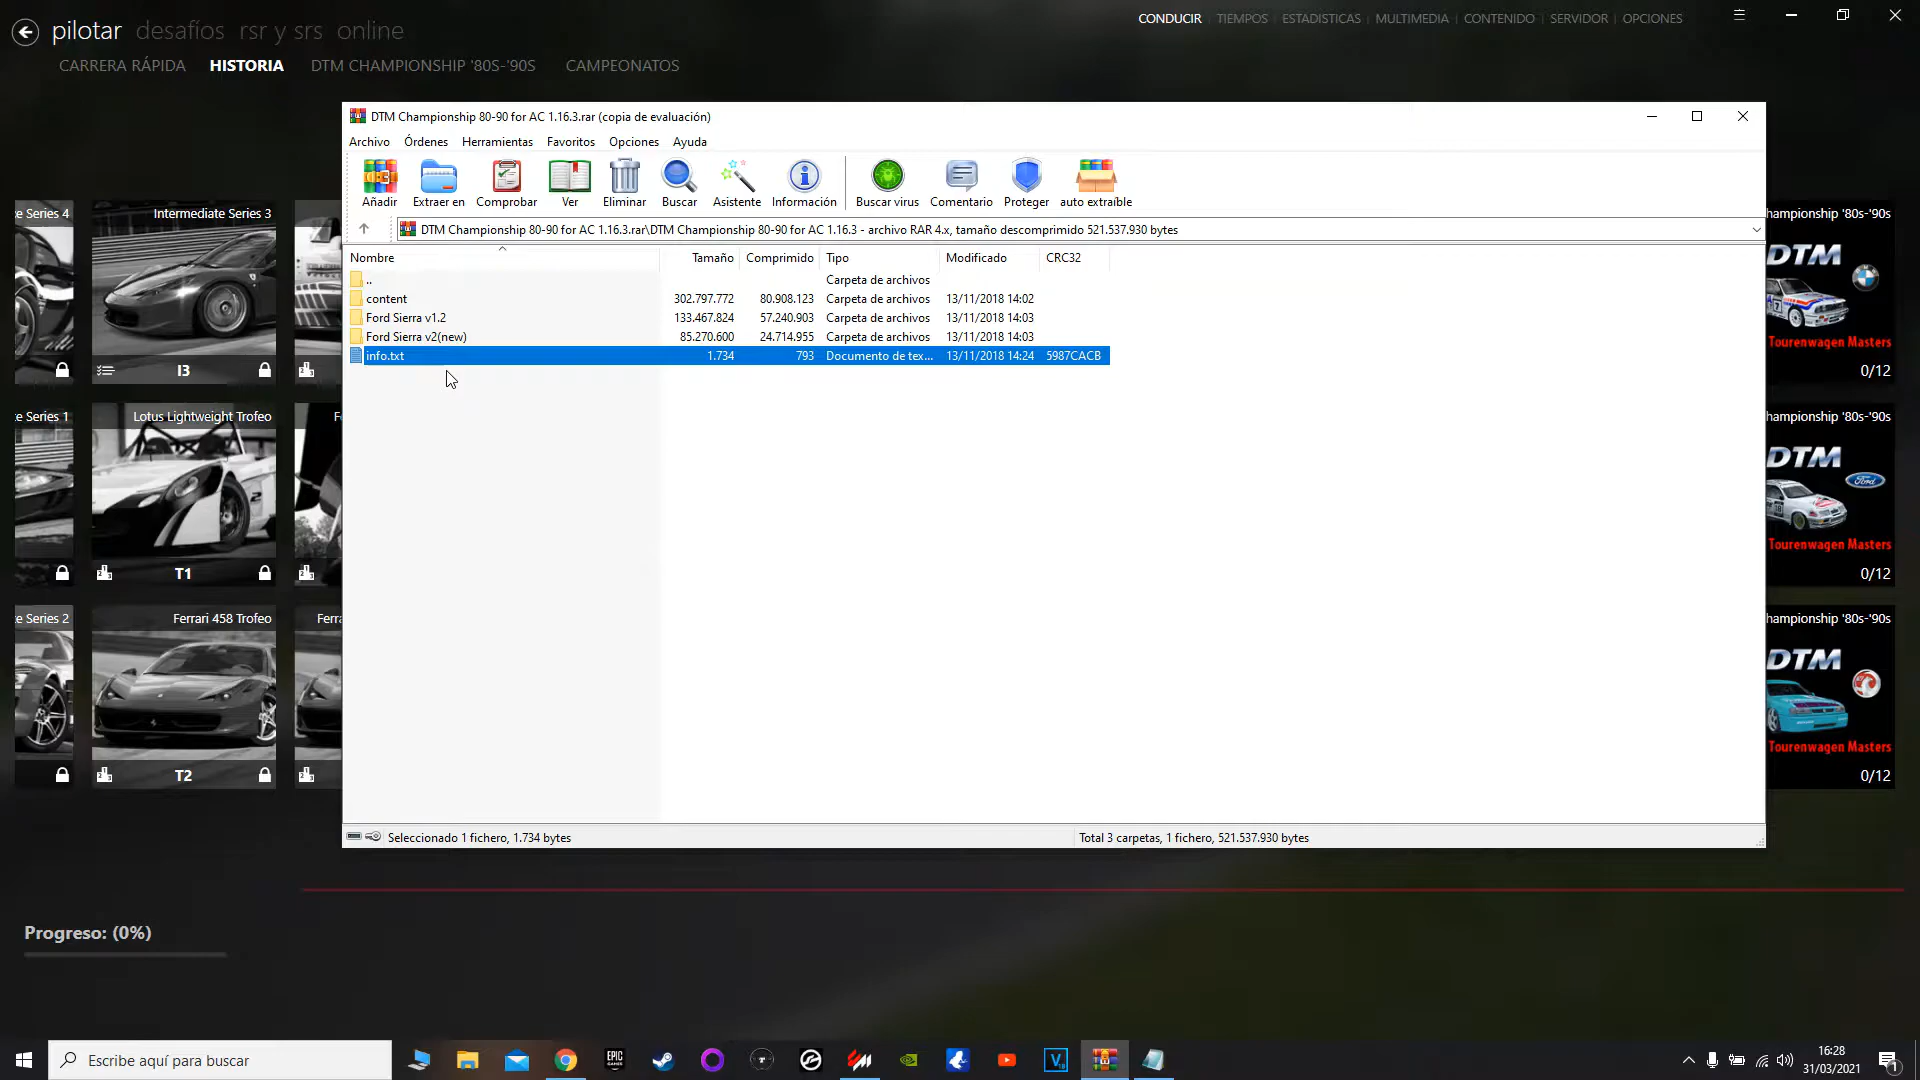 pilotar desafíos rsr y srs online
CONDUCIR | TIEMPOS | ESTADISTICAS | MULTIMEDIA | CONTENIDO | SERVIDOR | OPCIONES
CARRERA RÁPIDA HISTORIA DTM CHAMPIONSHIP '80S-'90S CAMPEONATOS
DTM Championship 80-90 for AC 1.16.3.rar (copia de evaluación)
Archivo Órdenes Herramientas Favoritos Opciones Ayuda
Añadir Extraer en Comprobar Ver Eliminar Buscar Asistente Información Buscar virus Comentario Proteger auto extraíble
DTM Championship 80-90 for AC 1.16.3.rar\DTM Championship 80-90 for AC 1.16.3 - archivo RAR 4.x, tamaño descomprimido 521.537.930 bytes
Nombre Tamaño Comprimido Tipo Modificado CRC32
.. Carpeta de archivos
content 302.797.772 80.908.123 Carpeta de archivos 13/11/2018 14:02
Ford Sierra v1.2 133.467.824 57.240.903 Carpeta de archivos 13/11/2018 14:03
Ford Sierra v2(new) 85.270.600 24.714.955 Carpeta de archivos 13/11/2018 14:03
info.txt 1.734 793 Documento de tex... 13/11/2018 14:24 5987CACB
Seleccionado 1 fichero, 1.734 bytes
Total 3 carpetas, 1 fichero, 521.537.930 bytes
e Series 4
Intermediate Series 3
I3
e Series 1
Lotus Lightweight Trofeo
F
T1
e Series 2
Ferrari 458 Trofeo
Ferra
T2
hampionship '80s-'90s
DTM
0/12
hampionship '80s-'90s
DTM
Ford
Tourenwagen Masters
0/12
hampionship '80s-'90s
DTM
Tourenwagen Masters
0/12
Progreso: (0%)
Escribe aquí para buscar
EPIC
GAMES
16:28
31/03/2021
1